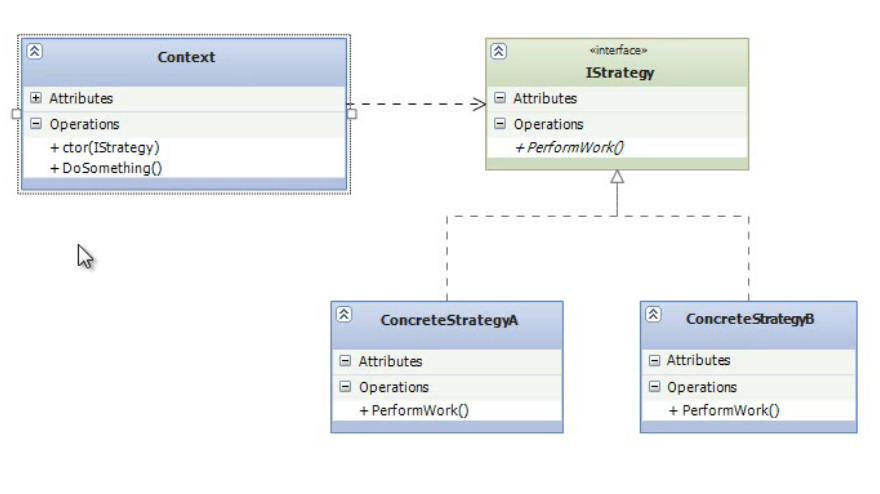 Context
Attributes
Operations
+ ctor(IStrategy)
+ DoSomething()
«interface»
IStrategy
Attributes
Operations
+ PerformWork()
ConcreteStrategyA
Attributes
Operations
+ PerformWork()
ConcreteStrategyB
Attributes
Operations
+ PerformWork()